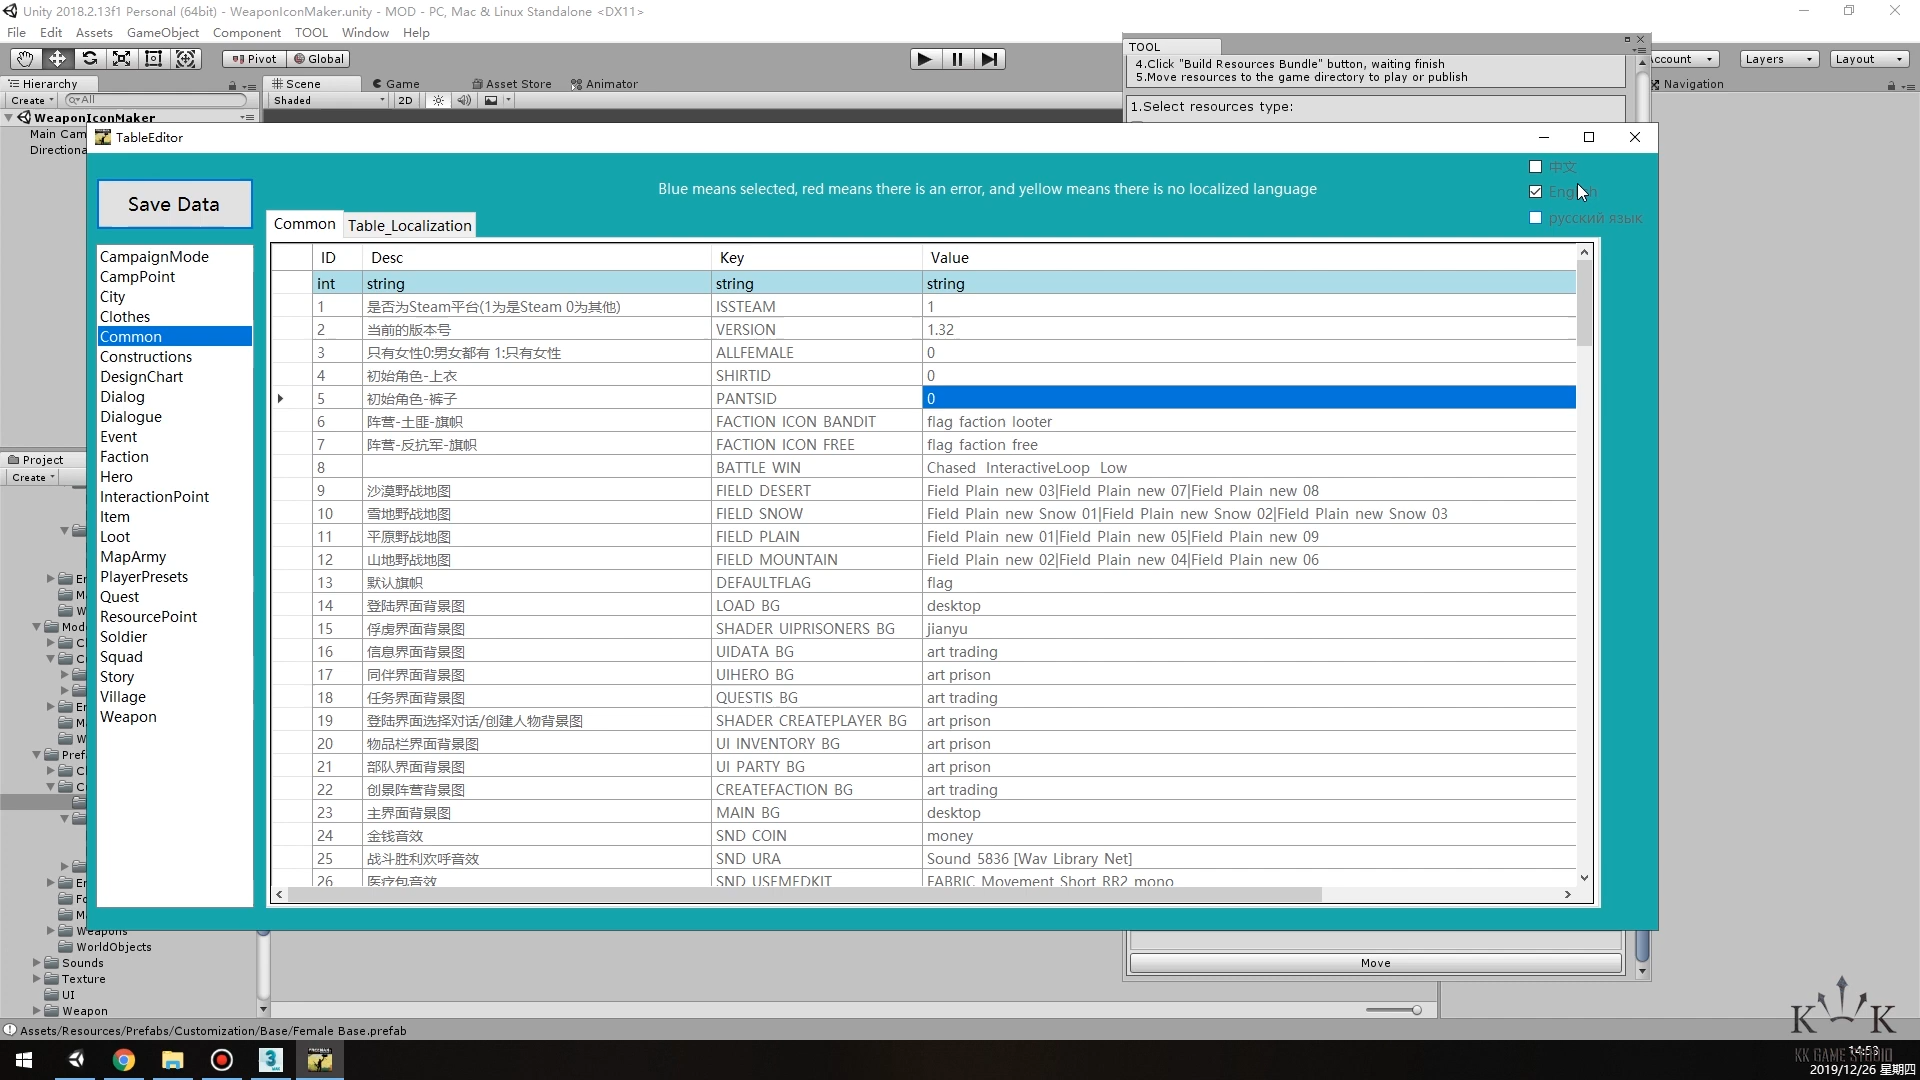 Unity 2018.2.13f1 Personal (64bit) - WeaponIconMaker.unity - MOD - PC, Mac & Linux Standalone <DX11>
File Edit Assets GameObject Component TOOL Window Help
Pivot Global
TOOL
4.Click "Build Resources Bundle" button, waiting finish
5.Move resources to the game directory to play or publish
1.Select resources type:
Layers Layout
Hierarchy Scene Game Asset Store Animator Navigation
Create All Shaded 2D
WeaponIconMaker
Main Cam
Directiona
TableEditor
Save Data
Blue means selected, red means there is an error, and yellow means there is no localized language
中文
русский язык
Common Table_Localization
CampaignMode
CampPoint
City
Clothes
Common
Constructions
DesignChart
Dialog
Dialogue
Event
Faction
Hero
InteractionPoint
Item
Loot
MapArmy
PlayerPresets
Quest
ResourcePoint
Soldier
Squad
Story
Village
Weapon
ID Desc Key Value
int string string string
1 是否为Steam平台(1为是Steam 0为其他) ISSTEAM 1
2 当前的版本号 VERSION 1.32
3 只有女性0:男女都有 1:只有女性 ALLFEMALE 0
4 初始角色-上衣 SHIRTID 0
5 初始角色-裤子 PANTSID 0
6 阵营-土匪-旗帜 FACTION ICON BANDIT flag faction looter
7 阵营-反抗军-旗帜 FACTION ICON FREE flag faction free
8 BATTLE WIN Chased InteractiveLoop Low
9 沙漠野战地图 FIELD DESERT Field Plain new 03|Field Plain new 07|Field Plain new 08
10 雪地野战地图 FIELD SNOW Field Plain new Snow 01|Field Plain new Snow 02|Field Plain new Snow 03
11 平原野战地图 FIELD PLAIN Field Plain new 01|Field Plain new 05|Field Plain new 09
12 山地野战地图 FIELD MOUNTAIN Field Plain new 02|Field Plain new 04|Field Plain new 06
13 默认旗帜 DEFAULTFLAG flag
14 登陆界面背景图 LOAD BG desktop
15 俘虏界面背景图 SHADER UIPRISONERS BG jianyu
16 信息界面背景图 UIDATA BG art trading
17 同伴界面背景图 UIHERO BG art prison
18 任务界面背景图 QUESTIS BG art trading
19 登陆界面选择对话/创建人物背景图 SHADER CREATEPLAYER BG art prison
20 物品栏界面背景图 UI INVENTORY BG art prison
21 部队界面背景图 UI PARTY BG art prison
22 创景阵营背景图 CREATEFACTION BG art trading
23 主界面背景图 MAIN BG desktop
24 金钱音效 SND COIN money
25 战斗胜利欢呼音效 SND URA Sound 5836 [Wav Library Net]
26 医疗包音效 SND USEMEDKIT FABRIC Movement Short RR2 mono
Project
Create
Weapons
WorldObjects
Sounds
Texture
UI
Weapon
Move
Assets/Resources/Prefabs/Customization/Base/Female Base.prefab
K K
KK GAME STUDIO
2019/12/26 星期四